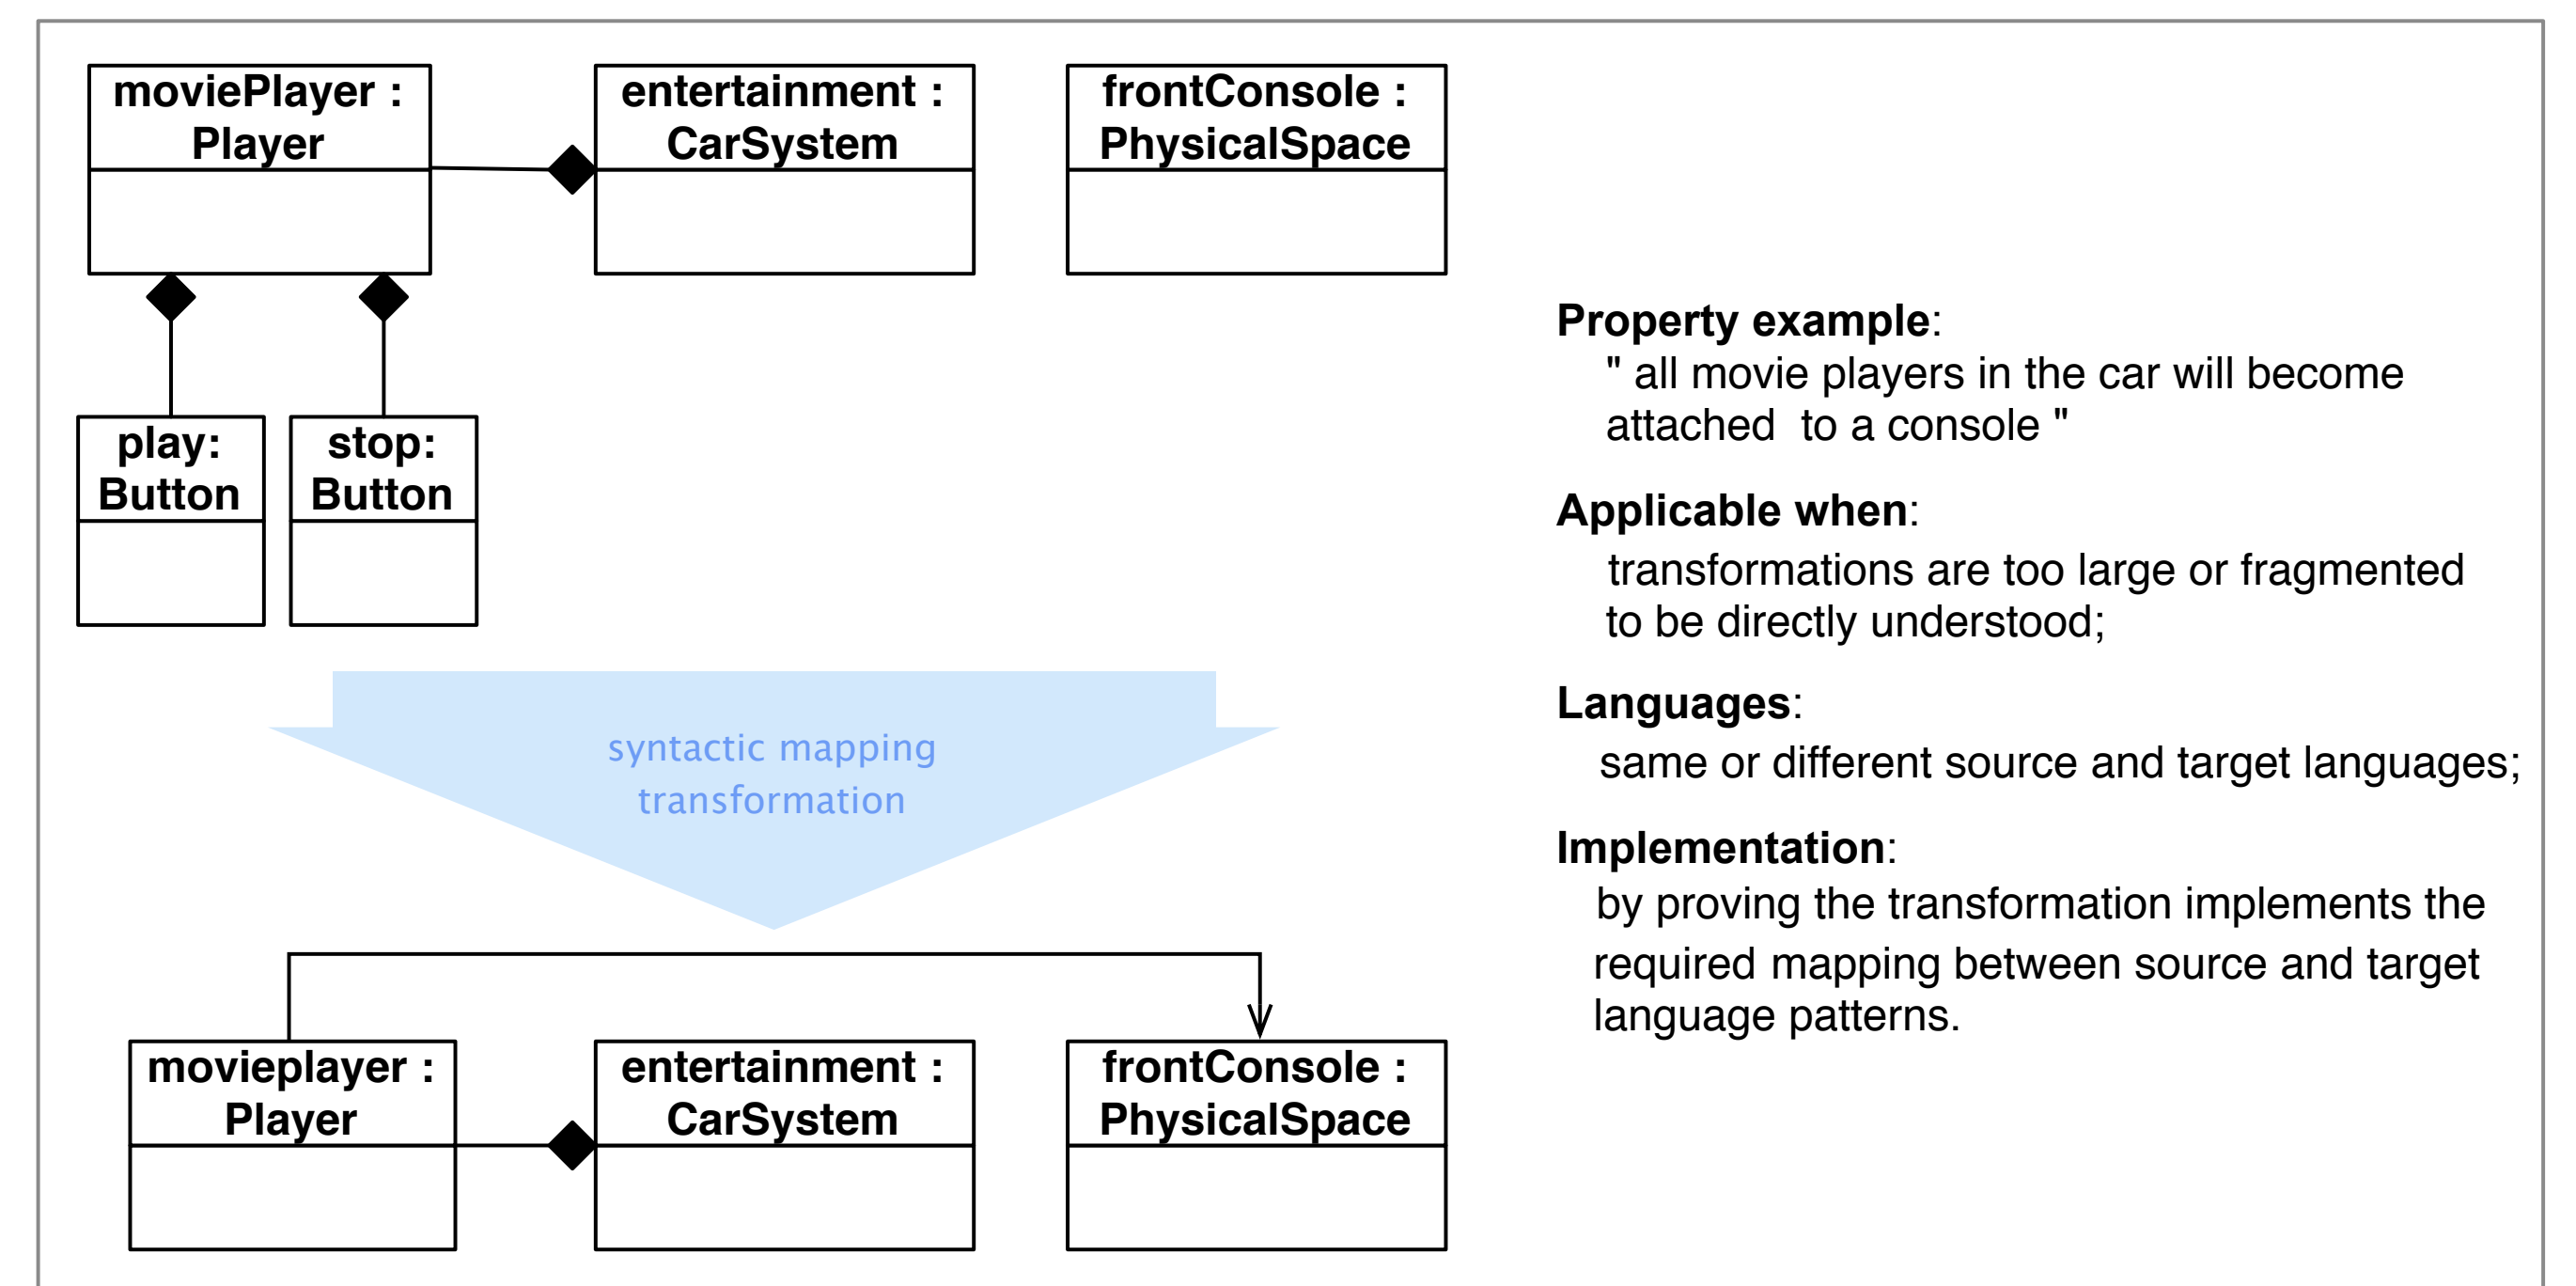 moviePlayer :
Player
entertainment :
CarSystem
frontConsole :
PhysicalSpace
play:
Button
stop:
Button
syntactic mapping
transformation
movieplayer :
Player
entertainment :
CarSystem
frontConsole :
PhysicalSpace
Property example:
" all movie players in the car will become
attached  to a console "
Applicable when:
transformations are too large or fragmented
to be directly understood;
Languages:
same or different source and target languages;
Implementation:
by proving the transformation implements the
required mapping between source and target
language patterns.